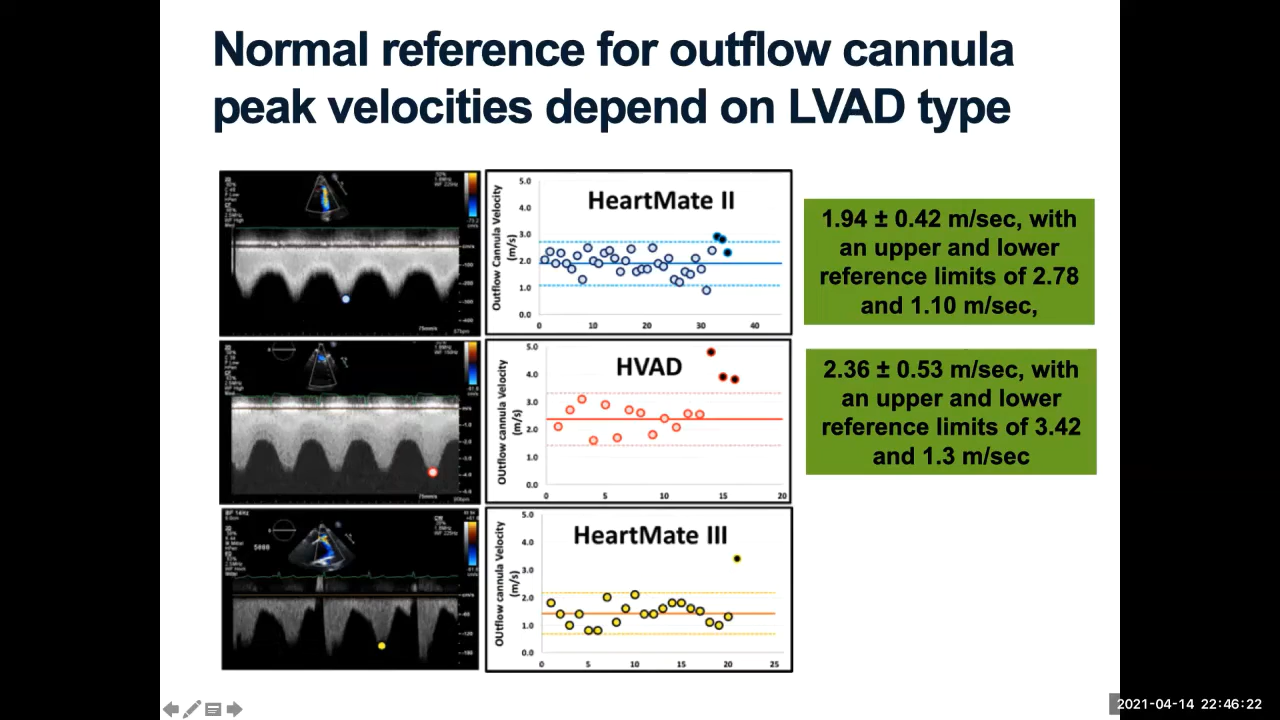 Normal reference for outflow cannula
peak velocities depend on LVAD type
HeartMate II
Outflow Cannula Velocity
(m/s)
5.0
4.0
3.0
2.0
1.0
0.0
0 10 20 30 40
1.94 ± 0.42 m/sec, with
an upper and lower
reference limits of 2.78
and 1.10 m/sec,
HVAD
OUtflow cannula Velocity
(m/s)
5.0
4.0
3.0
2.0
1.0
0.0
0 5 10 15 20
2.36 ± 0.53 m/sec, with
an upper and lower
reference limits of 3.42
and 1.3 m/sec
5000
HeartMate III
OUtflow cannula Velocity
(m/s)
5.0
4.0
3.0
2.0
1.0
0.0
0 5 10 15 20 25
2021-04-14 22:46:22